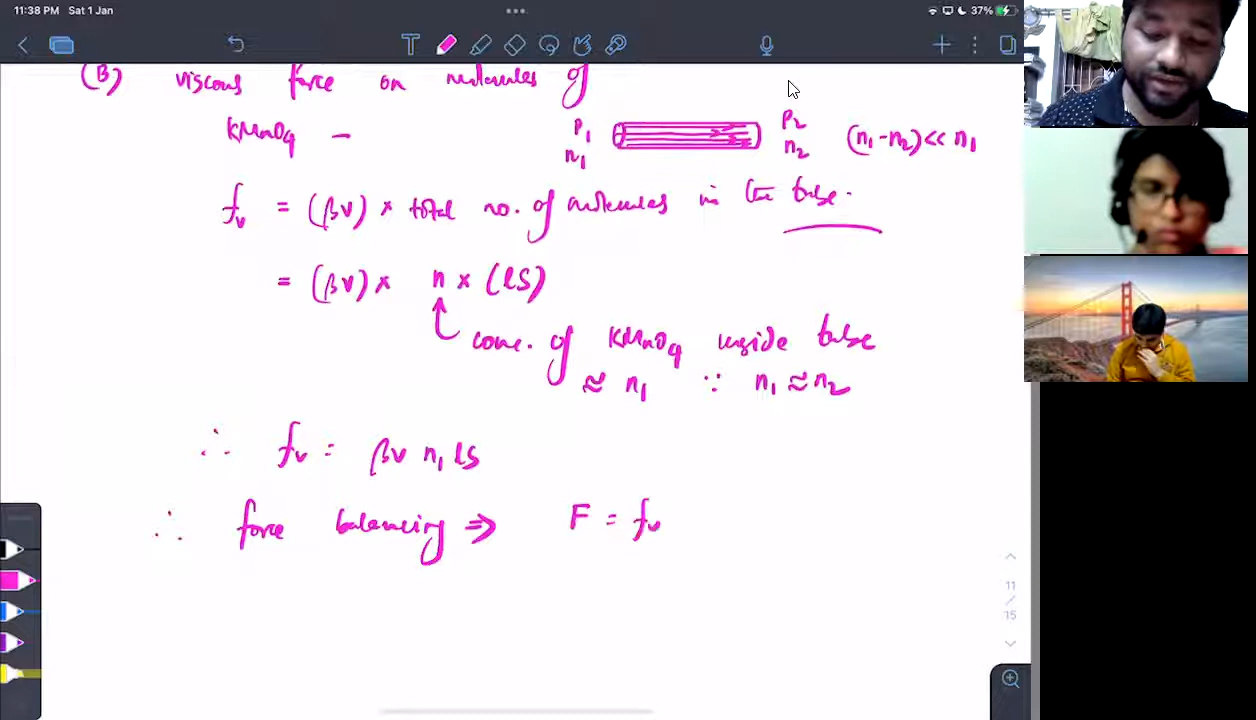 11:38 PM Sat 1 Jan
37%
(B) viscous force on molecules of
KMnO4 —
P1
n1
P2
n2
(n1-n2) << n1
fv = (βv) × total no. of molecules in the tube.
= (βv) × n × (lS)
conc. of KMnO4 inside tube
≈ n1 ∵ n1 ≈ n2
∴ fv = βv n1 lS
∴ force balancing ⇒ F = fv
11
/
15